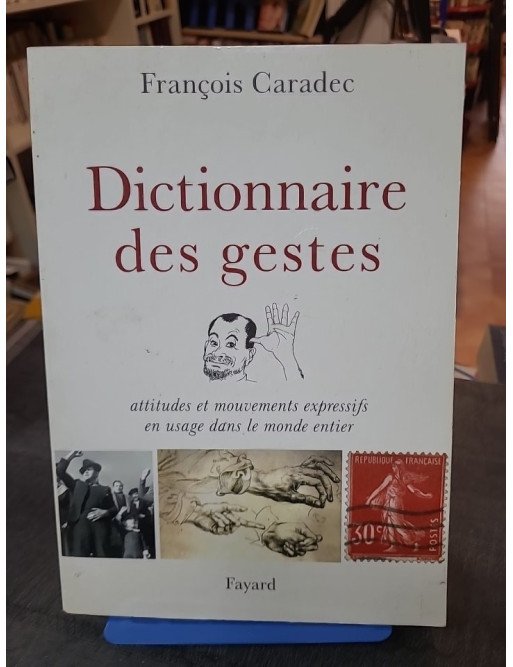 François Caradec
Dictionnaire
des gestes
attitudes et mouvements expressifs
en usage dans le monde entier
REPUBLIQUE FRANÇAISE
30c
POSTES
Fayard